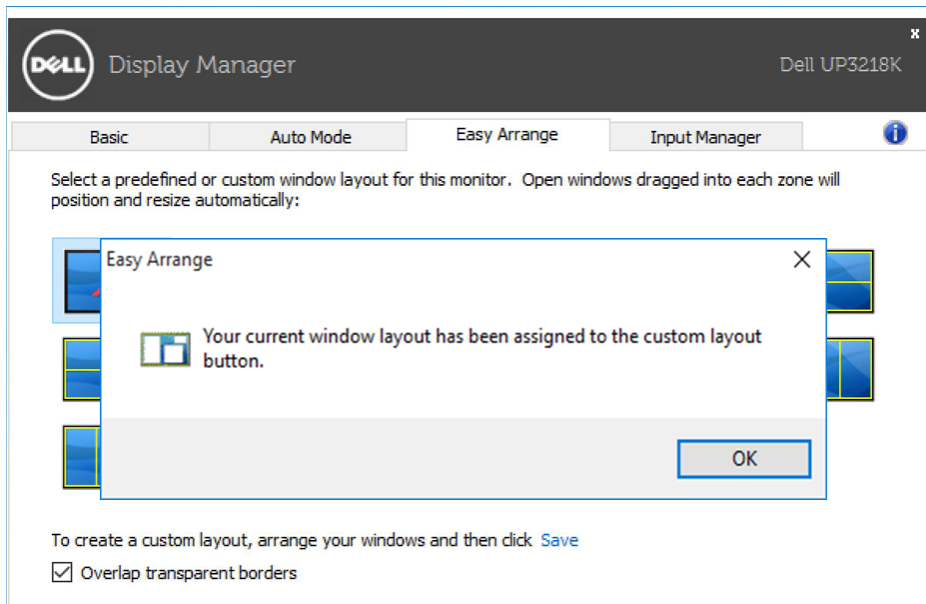 DELL Display Manager
Dell UP3218K
x
Basic Auto Mode Easy Arrange Input Manager
Select a predefined or custom window layout for this monitor. Open windows dragged into each zone will
position and resize automatically:
Easy Arrange
Your current window layout has been assigned to the custom layout
button.
OK
To create a custom layout, arrange your windows and then click Save
Overlap transparent borders